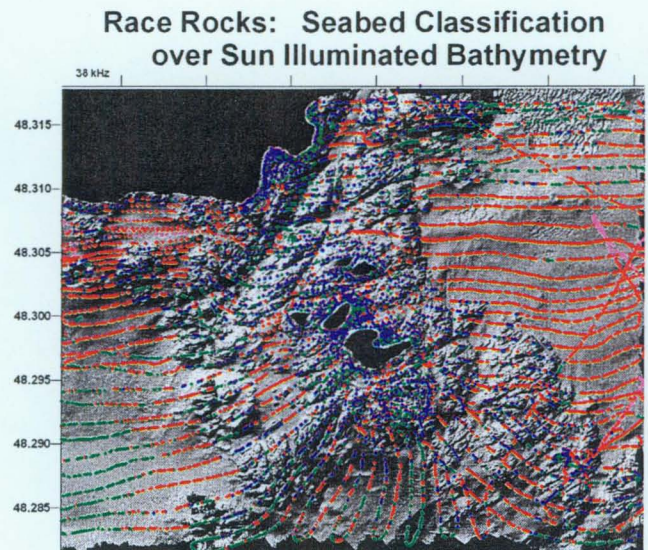 Race Rocks: Seabed Classification
over Sun Illuminated Bathymetry
38 kHz
48.315
48.310
48.305
48.300
48.295
48.290
48.285